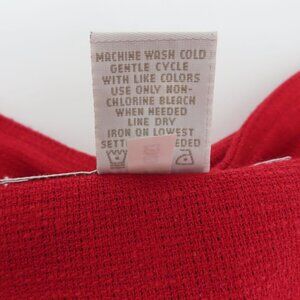 MACHINE WASH COLD
GENTLE CYCLE
WITH LIKE COLORS
USE ONLY NON-
CHLORINE BLEACH
WHEN NEEDED
LINE DRY
IRON ON LOWEST